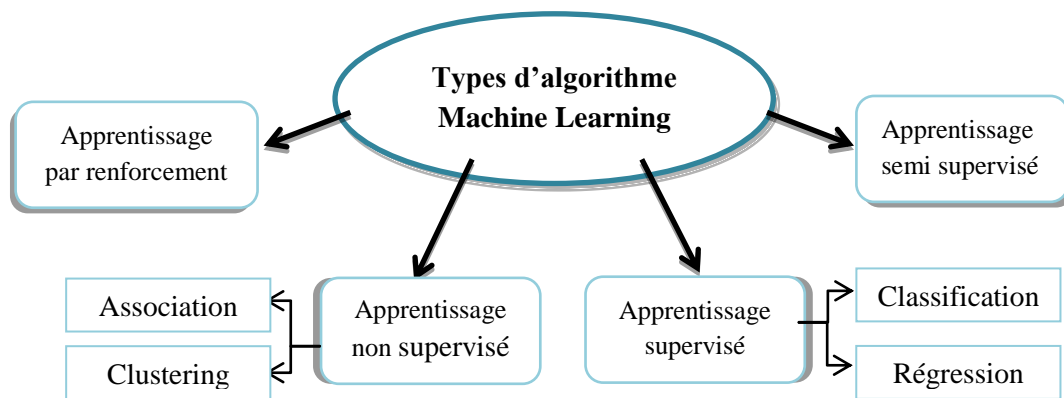 Types d’algorithme
Machine Learning
Apprentissage
par renforcement
Apprentissage
semi supervisé
Association
Clustering
Apprentissage
non supervisé
Apprentissage
supervisé
Classification
Régression